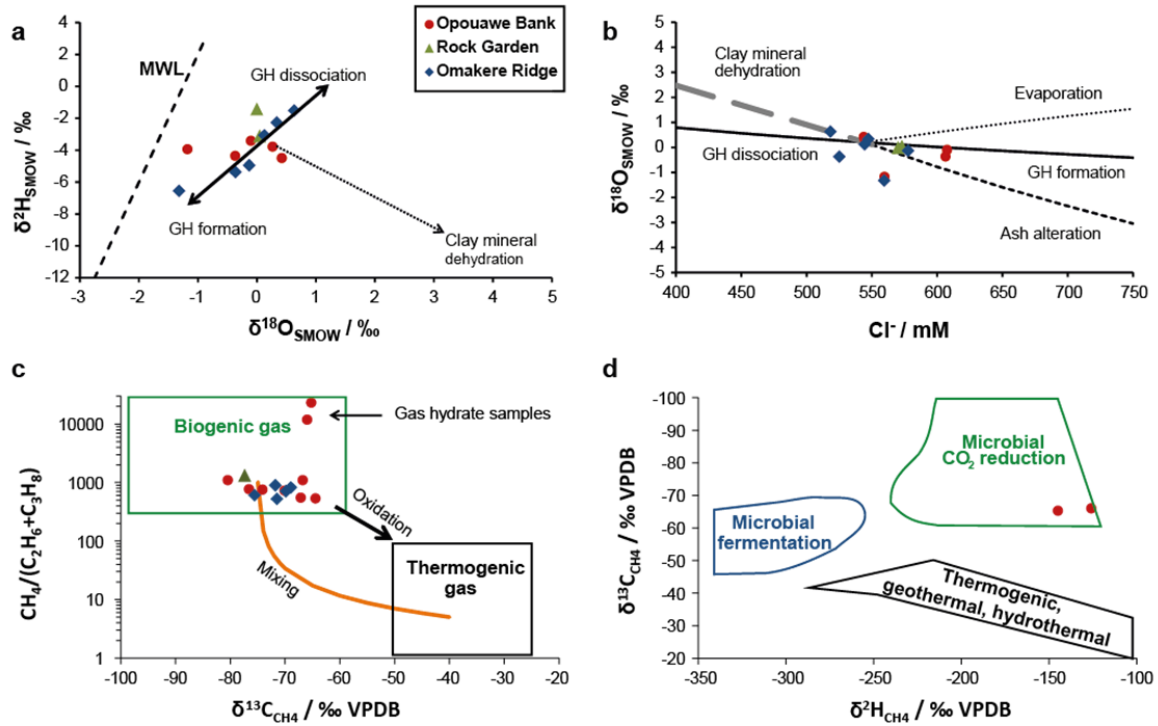 a
4
2
0
-2
-4
-6
-8
-10
-12
-3
-2
-1
0
1
2
3
4
5
δ²H_SMOW / ‰
δ¹⁸O_SMOW / ‰
MWL
GH dissociation
GH formation
Clay mineral
dehydration
Opouawe Bank
Rock Garden
Omakere Ridge
b
5
4
3
2
1
0
-1
-2
-3
-4
-5
400
450
500
550
600
650
700
750
δ¹⁸O_SMOW / ‰
Cl⁻ / mM
Clay mineral
dehydration
Evaporation
GH dissociation
GH formation
Ash alteration
c
10000
1000
100
10
1
-100
-90
-80
-70
-60
-50
-40
-30
-20
CH₄/(C₂H₆+C₃H₈)
δ¹³C_CH4 / ‰ VPDB
Biogenic gas
Gas hydrate samples
Oxidation
Mixing
Thermogenic
gas
d
-100
-90
-80
-70
-60
-50
-40
-30
-20
-350
-300
-250
-200
-150
-100
δ¹³C_CH4 / ‰ VPDB
δ²H_CH4 / ‰ VPDB
Microbial
CO₂ reduction
Microbial
fermentation
Thermogenic,
geothermal, hydrothermal